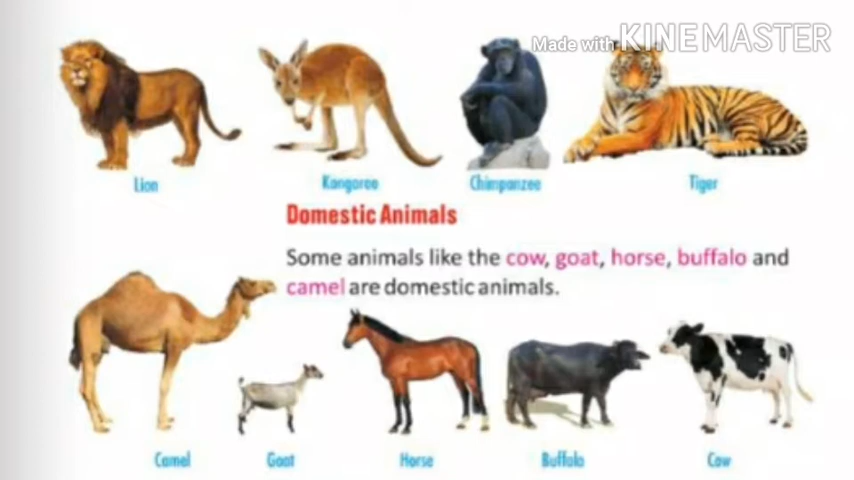 Made with KINEMASTER
Lion Kangaroo Chimpanzee Tiger
Domestic Animals
Some animals like the cow, goat, horse, buffalo and
camel are domestic animals.
Camel Goat Horse Buffalo Cow